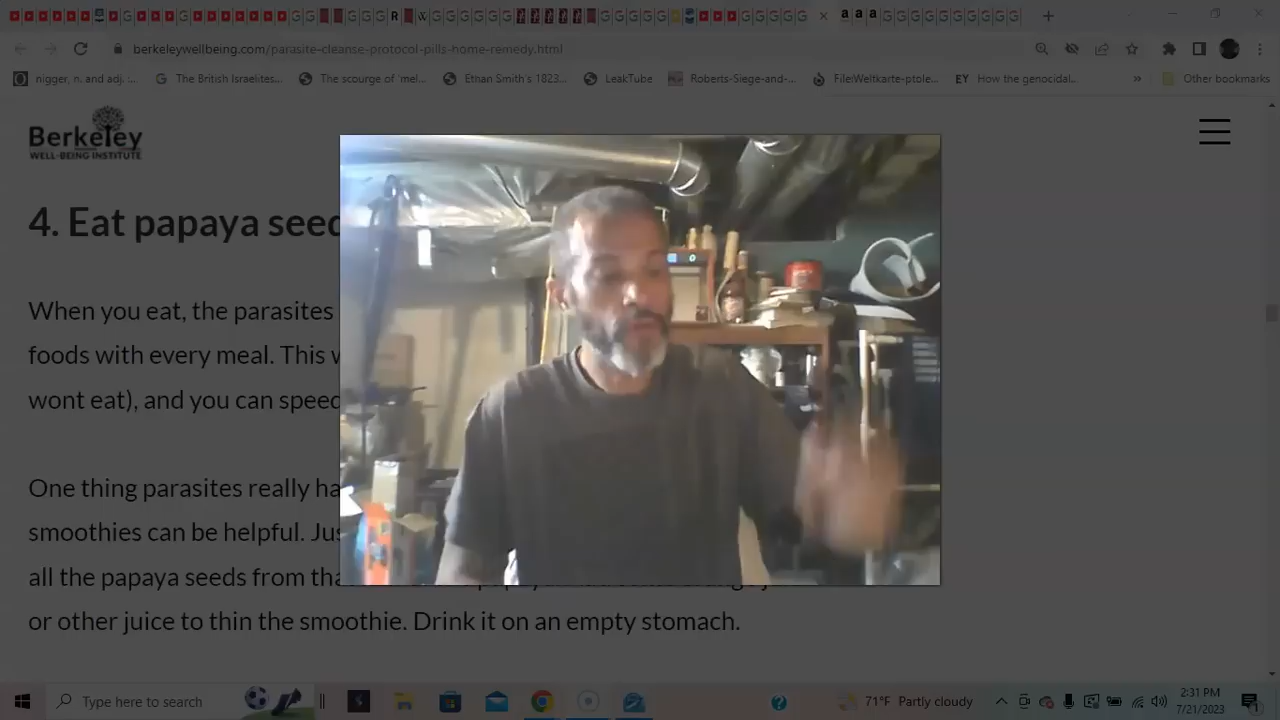 berkeleywellbeing.com/parasite-cleanse-protocol-pills-home-remedy.html
nigger, n. and adj. :...
The British Israelites...
The scourge of 'mel...
Ethan Smith's 1823...
LeakTube
Roberts-Siege-and-...
File:Weltkarte-ptole...
EY How the genocidal...
»
Other bookmarks
Berkeley
WELL-BEING INSTITUTE
4. Eat papaya seed
When you eat, the parasites
foods with every meal. This w
wont eat), and you can speed
One thing parasites really ha
smoothies can be helpful. Jus
all the papaya seeds from tha
or other juice to thin the smoothie. Drink it on an empty stomach.
Type here to search
71°F Partly cloudy
2:31 PM
7/21/2023